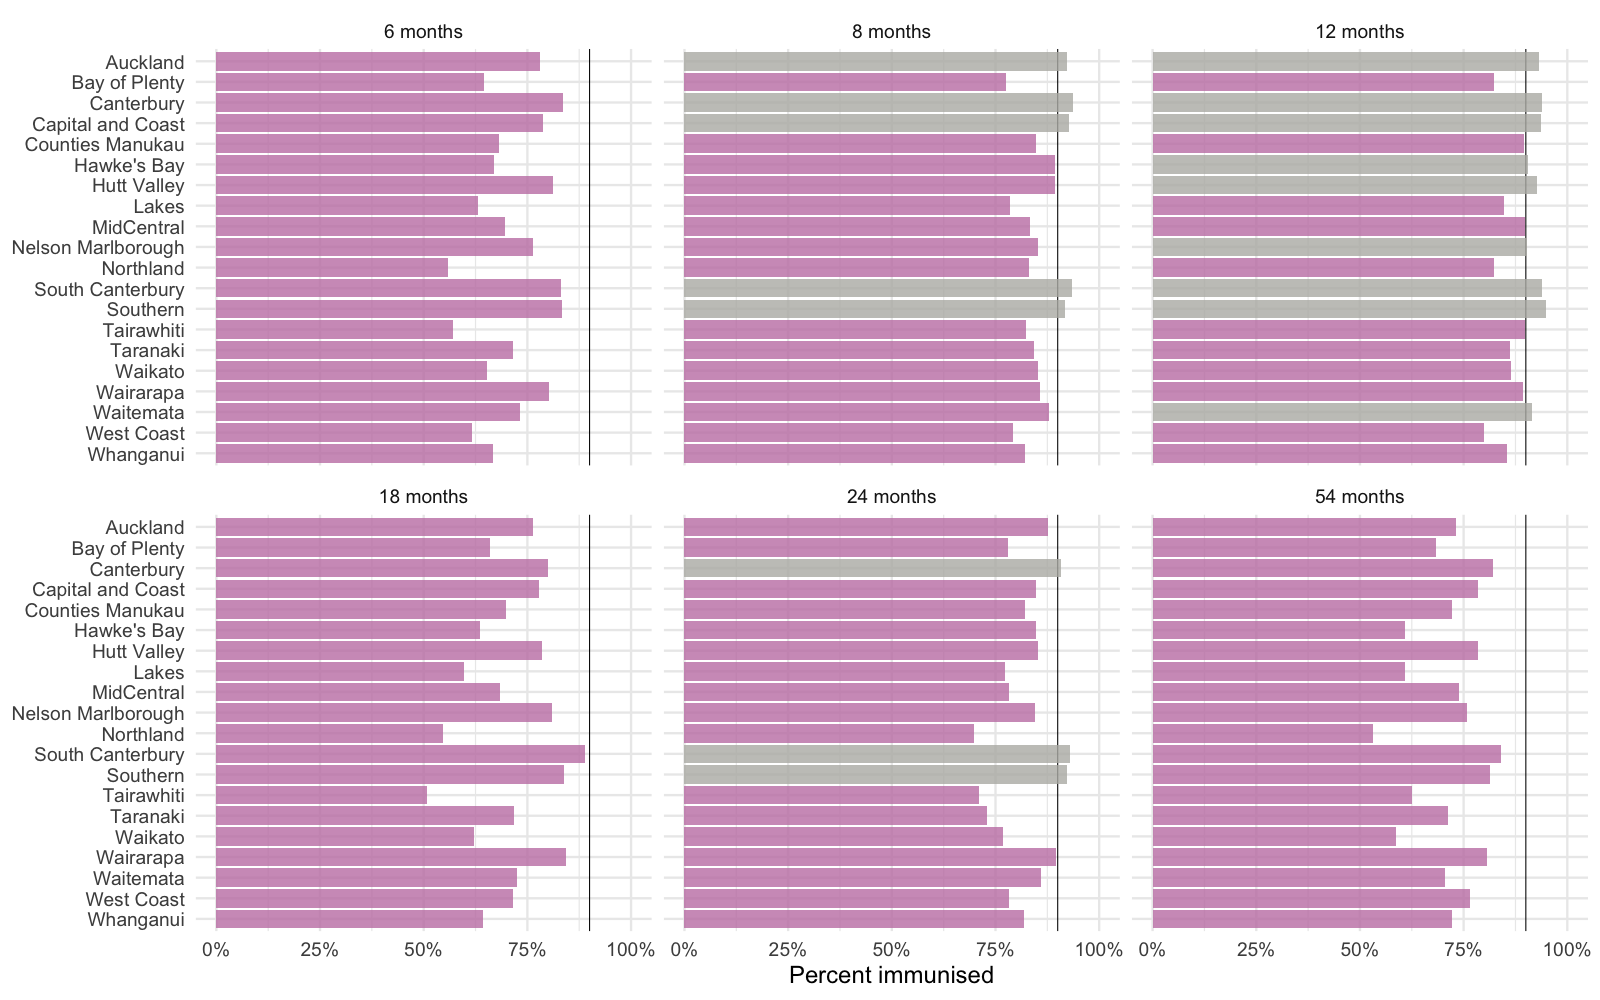 6 months 8 months 12 months
Auckland
Bay of Plenty
Canterbury
Capital and Coast
Counties Manukau
Hawke's Bay
Hutt Valley
Lakes
MidCentral
Nelson Marlborough
Northland
South Canterbury
Southern
Tairawhiti
Taranaki
Waikato
Wairarapa
Waitemata
West Coast
Whanganui
18 months 24 months 54 months
Auckland
Bay of Plenty
Canterbury
Capital and Coast
Counties Manukau
Hawke's Bay
Hutt Valley
Lakes
MidCentral
Nelson Marlborough
Northland
South Canterbury
Southern
Tairawhiti
Taranaki
Waikato
Wairarapa
Waitemata
West Coast
Whanganui
0% 25% 50% 75% 100% 0% 25% 50% 75% 100% 0% 25% 50% 75% 100%
Percent immunised